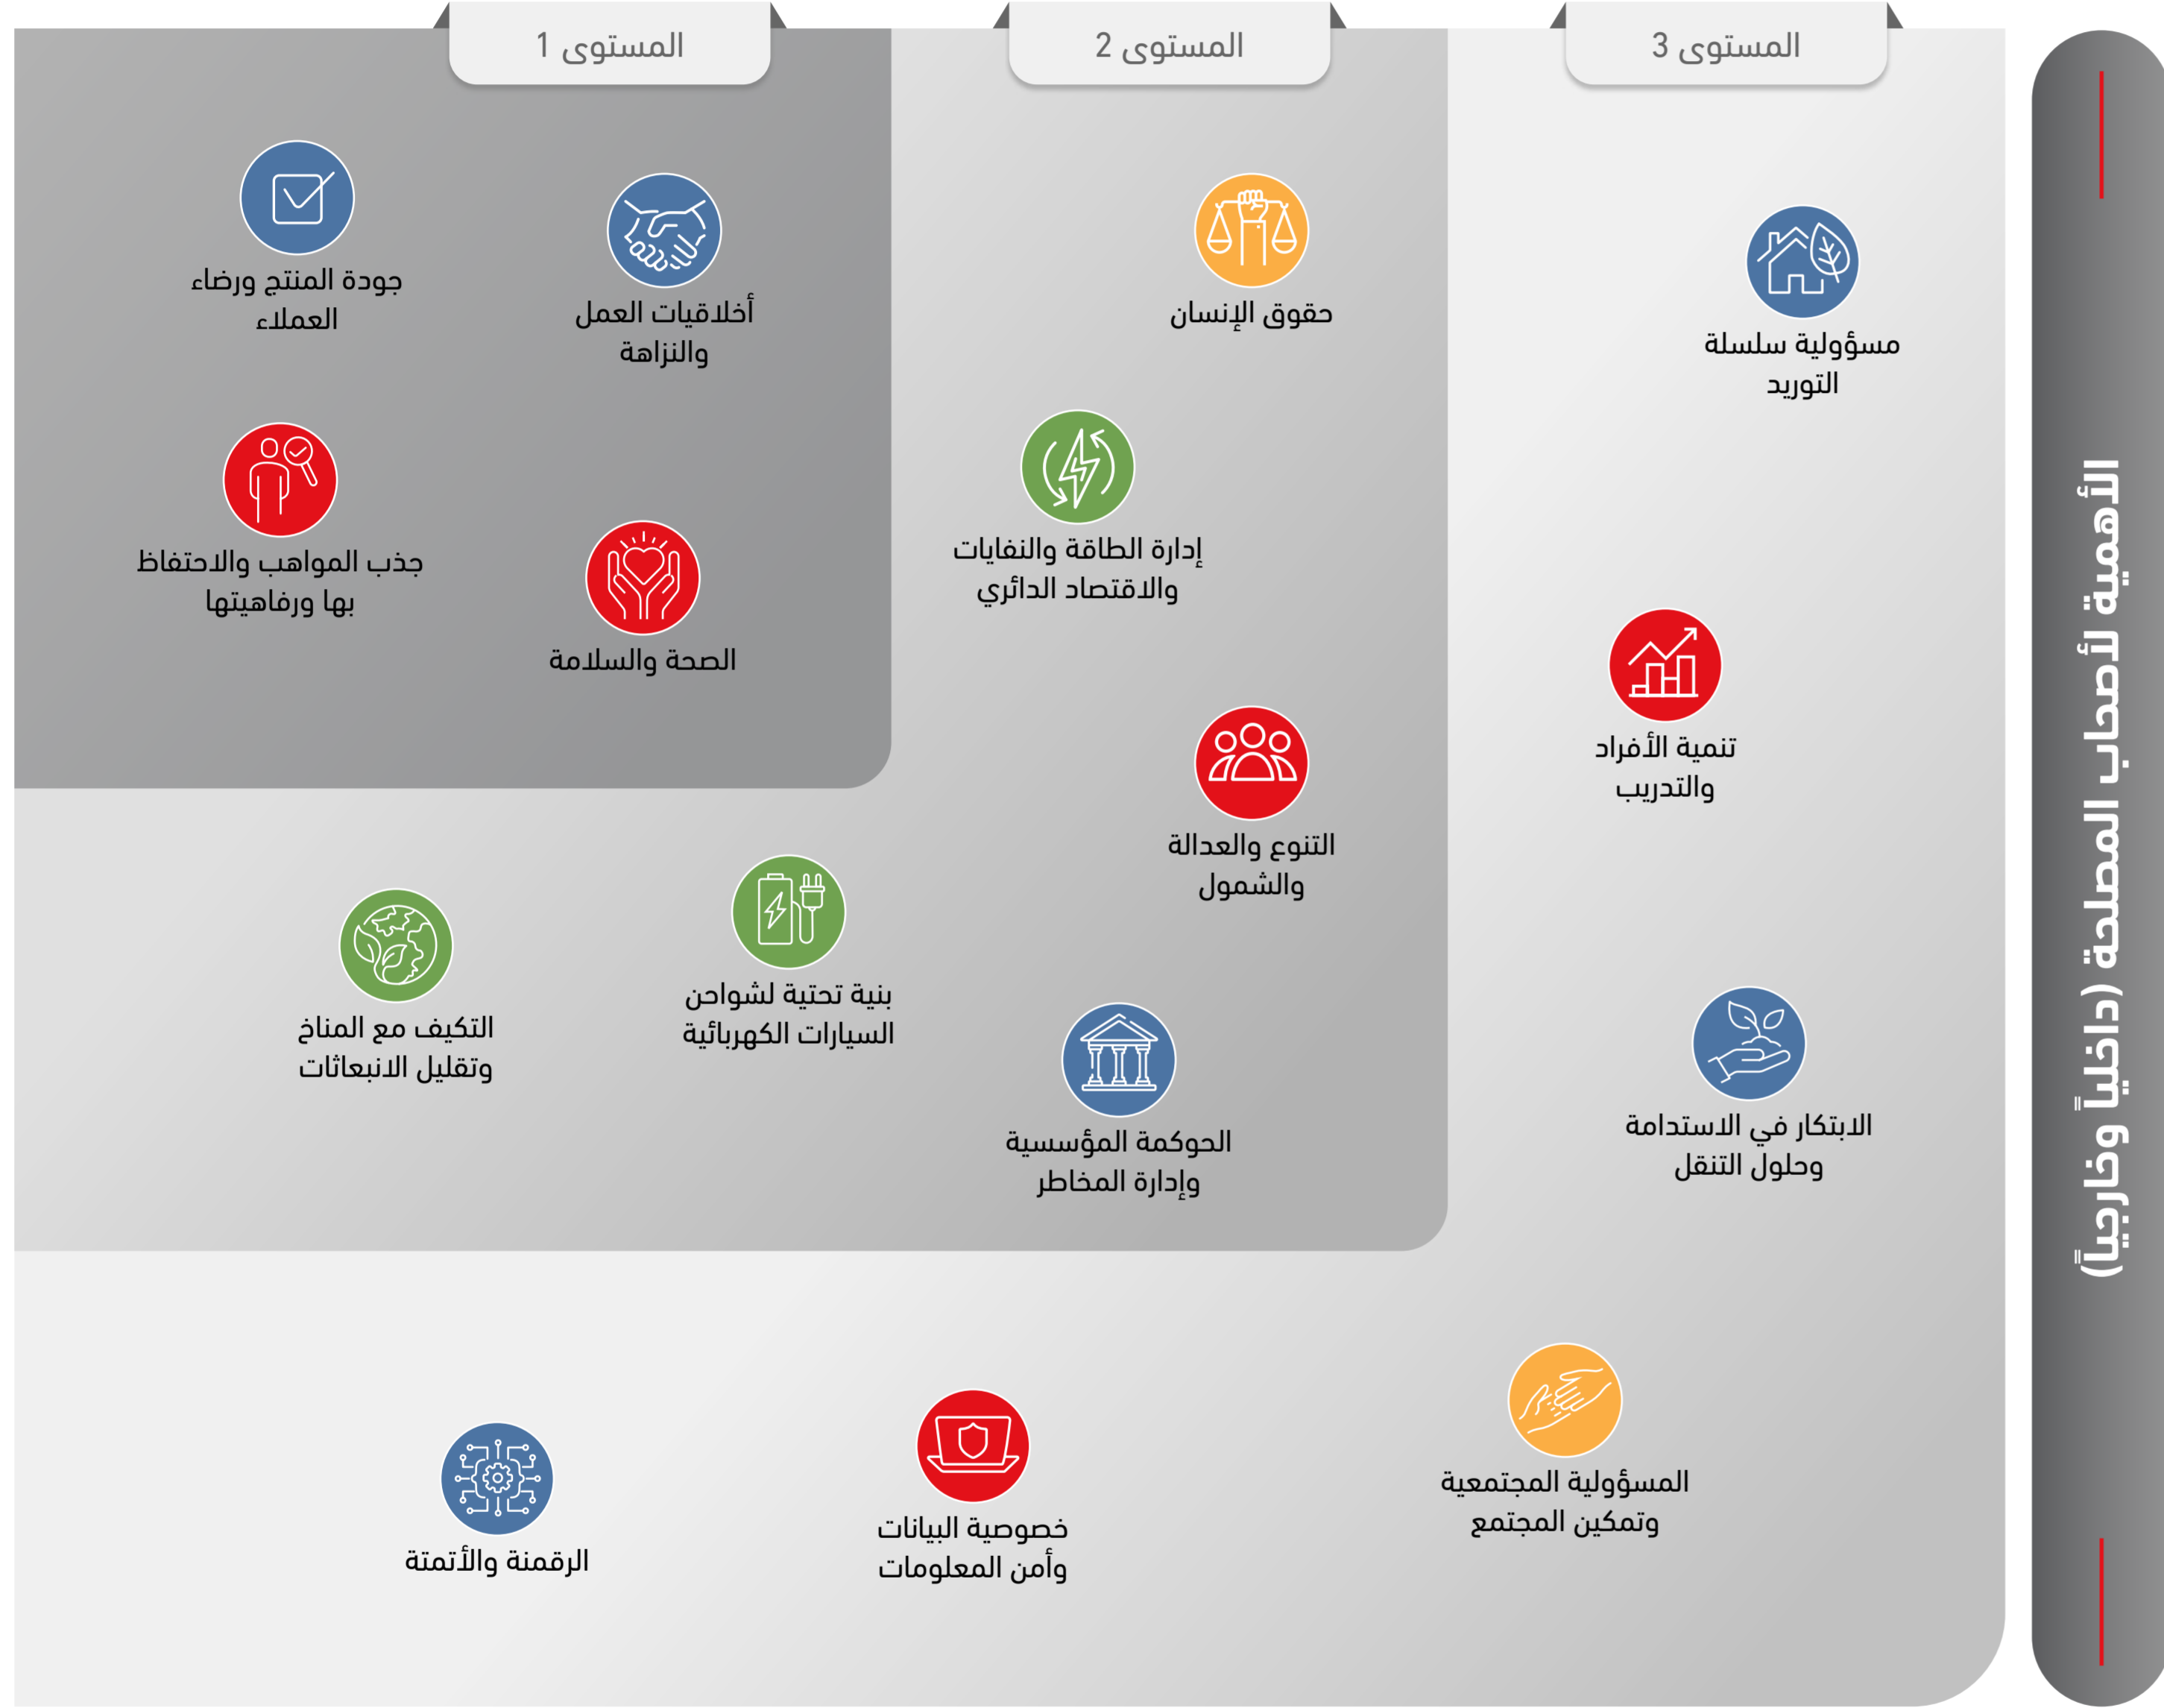 المستوى 3
المستوى 2
المستوى 1
مسؤولية سلسلة
التوريد
تنمية الأفراد
والتدريب
الابتكار في الاستدامة
وحلول التنقل
المسؤولية المجتمعية
وتمكين المجتمع
خصوصية البيانات
وأمن المعلومات
الرقمنة والأتمتة
حقوق الإنسان
إدارة الطاقة والنفايات
والاقتصاد الدائري
التنوع والعدالة
والشمول
الحوكمة المؤسسية
وإدارة المخاطر
بنية تحتية لشواحن
السيارات الكهربائية
التكيف مع المناخ
وتقليل الانبعاثات
أخلاقيات العمل
والنزاهة
جودة المنتج ورضاء
العملاء
الصحة والسلامة
جذب المواهب والاحتفاظ
بها ورفاهيتها
الأهمية لأصحاب المصلحة (داخلياً وخارجياً)